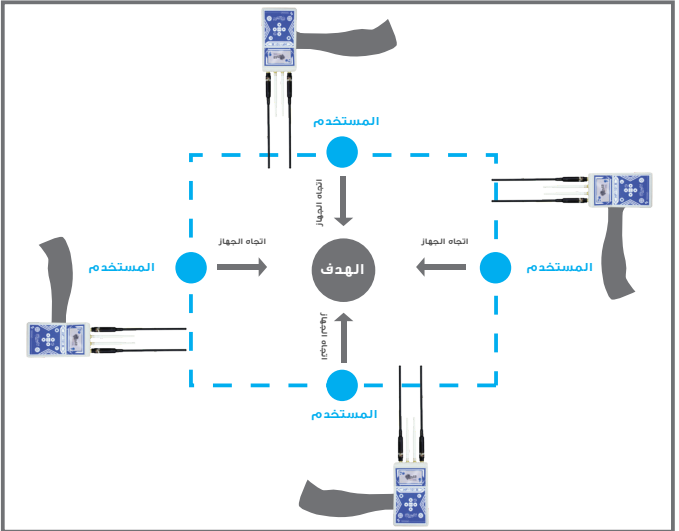 المستخدم
اتجاه الجهاز
المستخدم
اتجاه الجهاز
الهدف
اتجاه الجهاز
المستخدم
اتجاه الجهاز
المستخدم